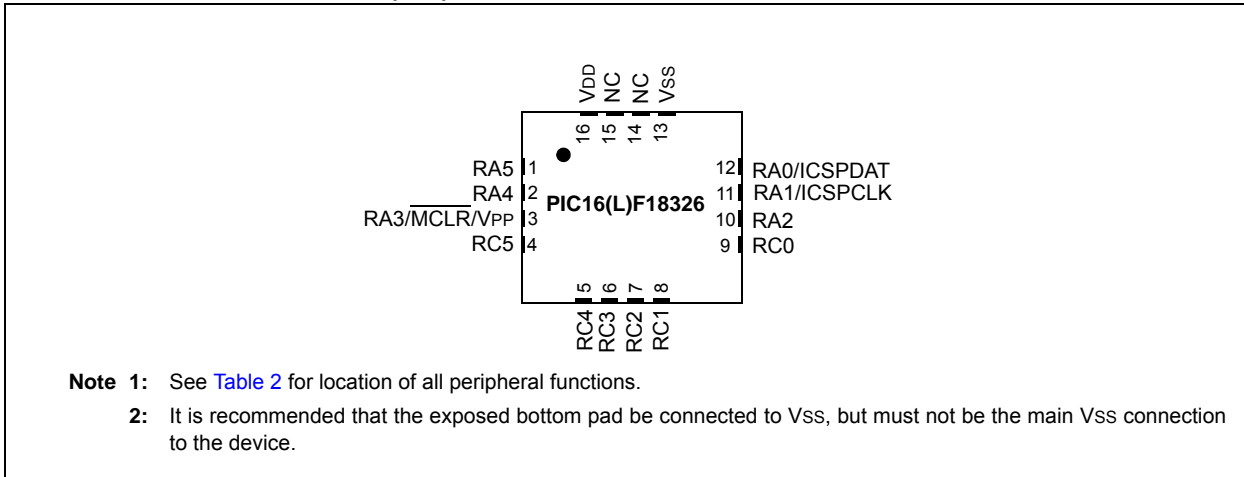 VDD
NC
NC
VSS
16
15
14
13
RA5 1
RA4 2
RA3/MCLR/VPP 3
RC5 4
PIC16(L)F18326
12 RA0/ICSPDAT
11 RA1/ICSPCLK
10 RA2
9 RC0
5
6
7
8
RC4
RC3
RC2
RC1
Note 1: See Table 2 for location of all peripheral functions.
2: It is recommended that the exposed bottom pad be connected to VSS, but must not be the main VSS connection
to the device.